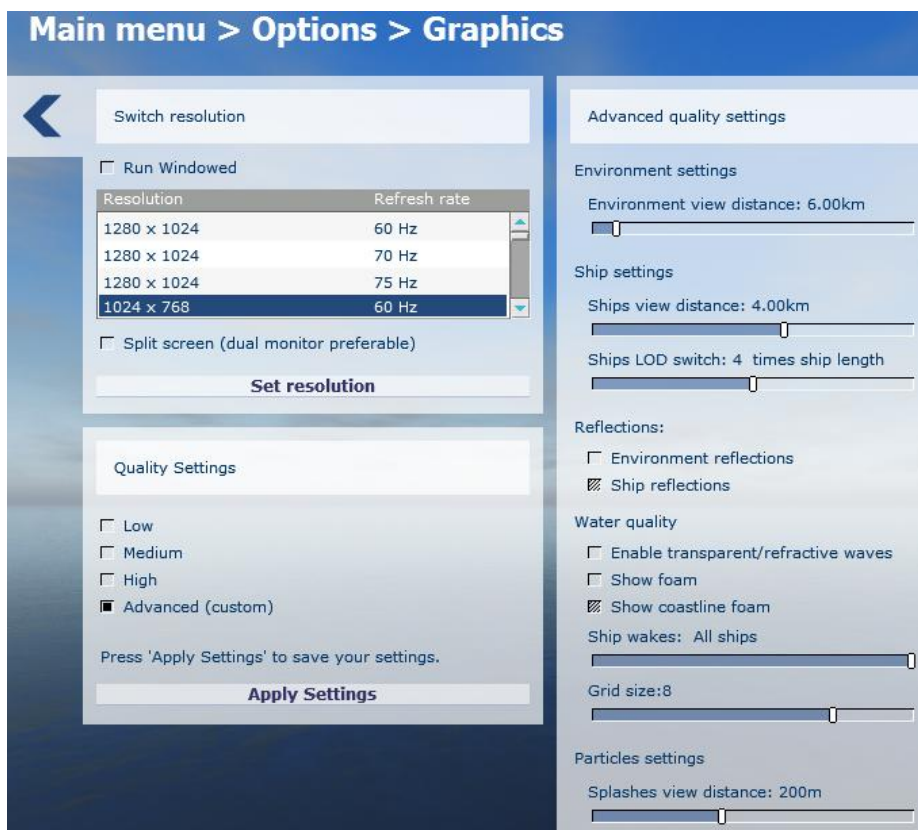 Main menu > Options > Graphics
Switch resolution
Run Windowed
Resolution Refresh rate
1280 x 1024 60 Hz
1280 x 1024 70 Hz
1280 x 1024 75 Hz
1024 x 768 60 Hz
Split screen (dual monitor preferable)
Set resolution
Quality Settings
Low
Medium
High
Advanced (custom)
Press 'Apply Settings' to save your settings.
Apply Settings
Advanced quality settings
Environment settings
Environment view distance: 6.00km
Ship settings
Ships view distance: 4.00km
Ships LOD switch: 4 times ship length
Reflections:
Environment reflections
Ship reflections
Water quality
Enable transparent/refractive waves
Show foam
Show coastline foam
Ship wakes: All ships
Grid size:8
Particles settings
Splashes view distance: 200m